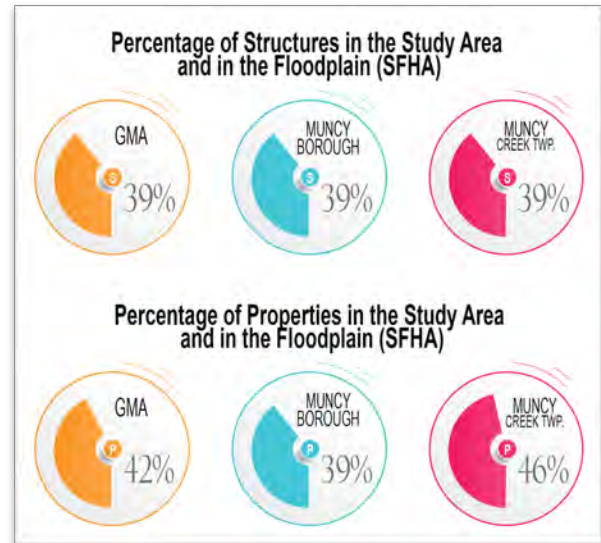 Percentage of Structures in the Study Area
and in the Floodplain (SFHA)
GMA
S
39%
MUNCY
BOROUGH
S
39%
MUNCY
CREEK TWP.
S
39%
Percentage of Properties in the Study Area
and in the Floodplain (SFHA)
GMA
P
42%
MUNCY
BOROUGH
P
39%
MUNCY
CREEK TWP.
P
46%